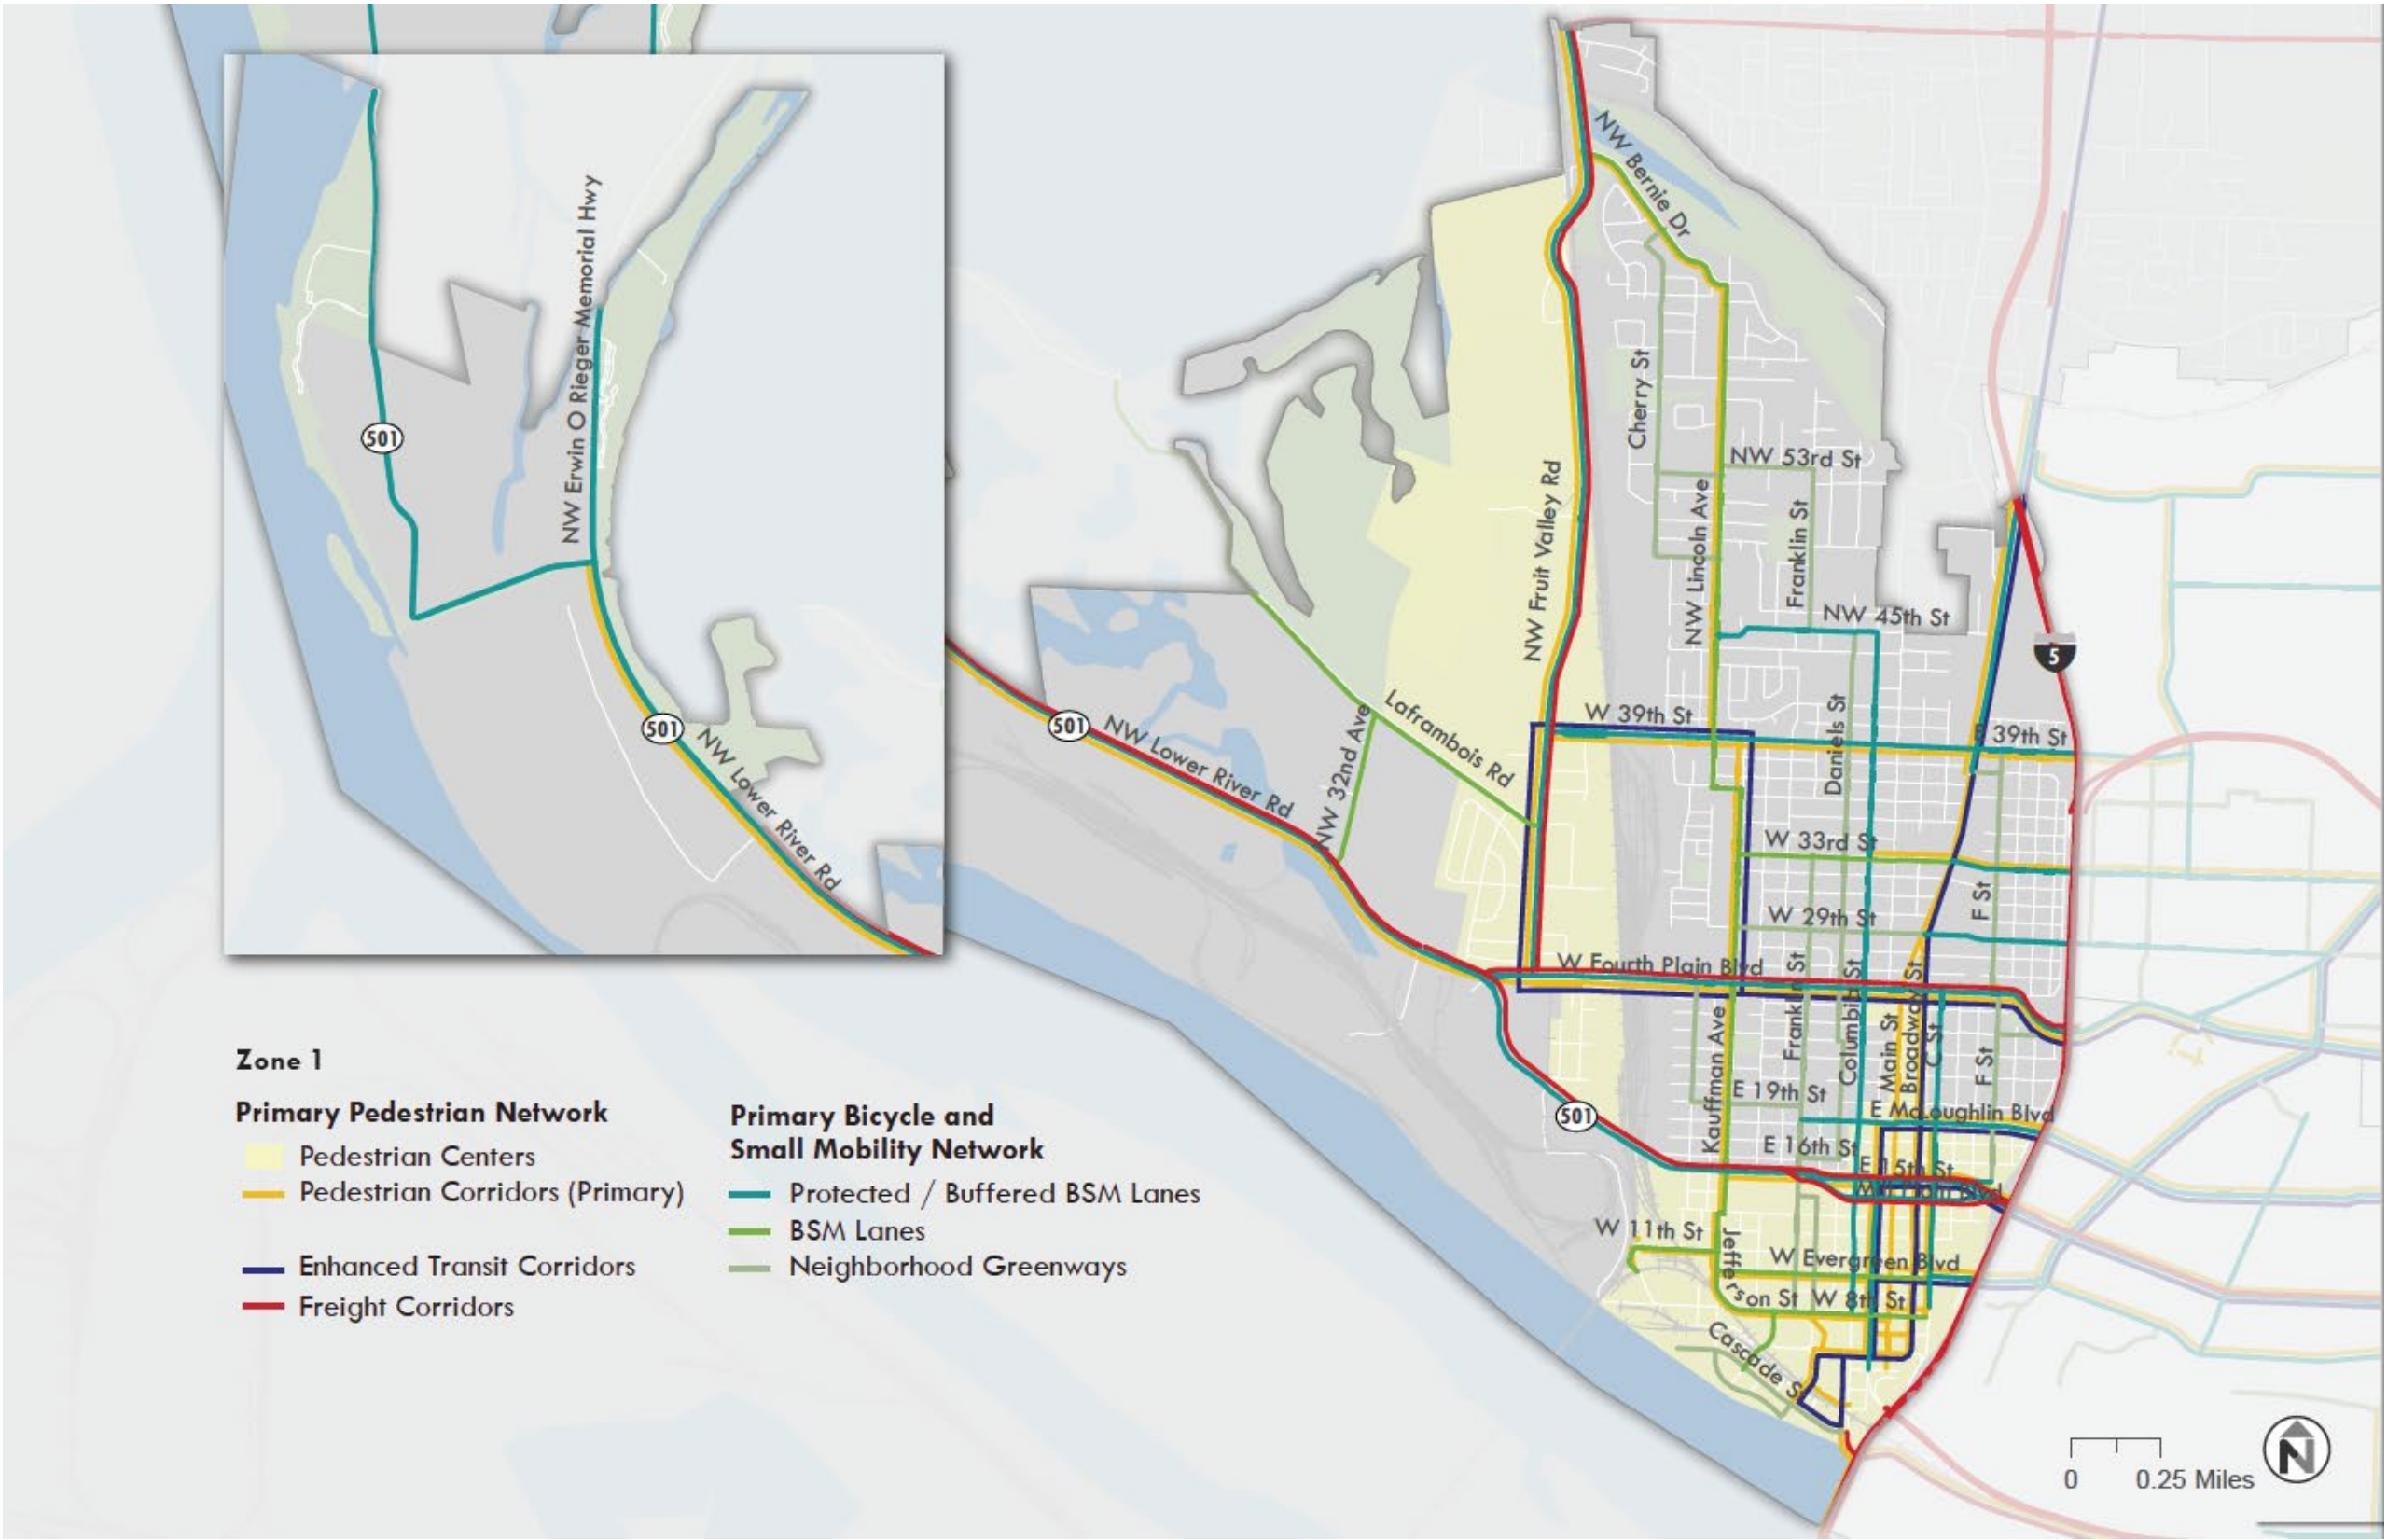 NW Erwin O Rieger Memorial Hwy
501
501
NW Lower River Rd
NW Bernie Dr
Cherry St
NW 53rd St
NW Fruit Valley Rd
NW Lincoln Ave
Franklin St
NW 45th St
5
501
NW Lower River Rd
NW 32nd Ave
Laframbois Rd
W 39th St
Daniels St
E 39th St
W 33rd St
F St
W 29th St
W Fourth Plain Blvd
Kauffman Ave
Franklin St
Columbia St
Main St
Broadway St
C St
F St
E 19th St
E McLoughlin Blvd
501
E 16th St
E 15th St
Mill Plain Blvd
W 11th St
Jefferson St
W Evergreen Blvd
W 8th St
Cascade St
Zone 1
Primary Pedestrian Network
Pedestrian Centers
Pedestrian Corridors (Primary)
Enhanced Transit Corridors
Freight Corridors
Primary Bicycle and
Small Mobility Network
Protected / Buffered BSM Lanes
BSM Lanes
Neighborhood Greenways
0 0.25 Miles
N